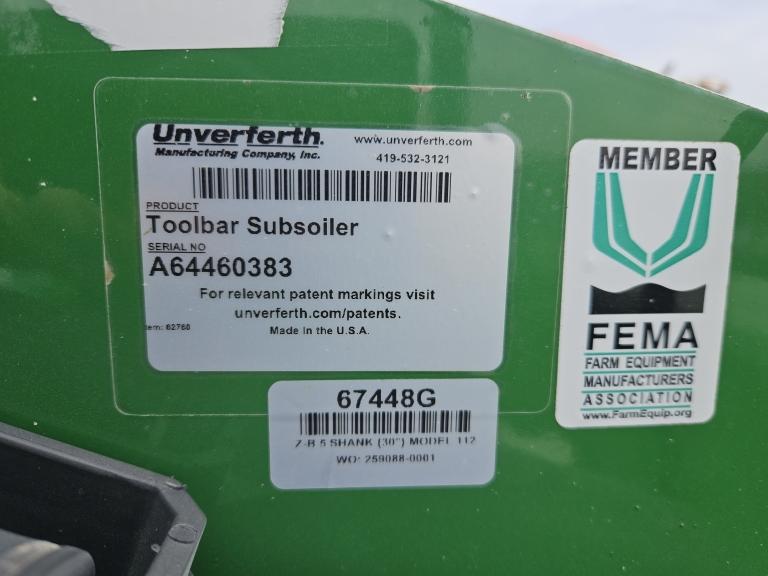 Unverferth.
Manufacturing Company, Inc.
www.unverferth.com
419-532-3121
PRODUCT
Toolbar Subsoiler
SERIAL NO
A64460383
For relevant patent markings visit
unverferth.com/patents.
Made in the U.S.A.
tem: 62760
67448G
Z-B 5 SHANK (30") MODEL 112
WO: 259088-0001
MEMBER
FEMA
FARM EQUIPMENT
MANUFACTURERS
ASSOCIATION
www.FarmEquip.org